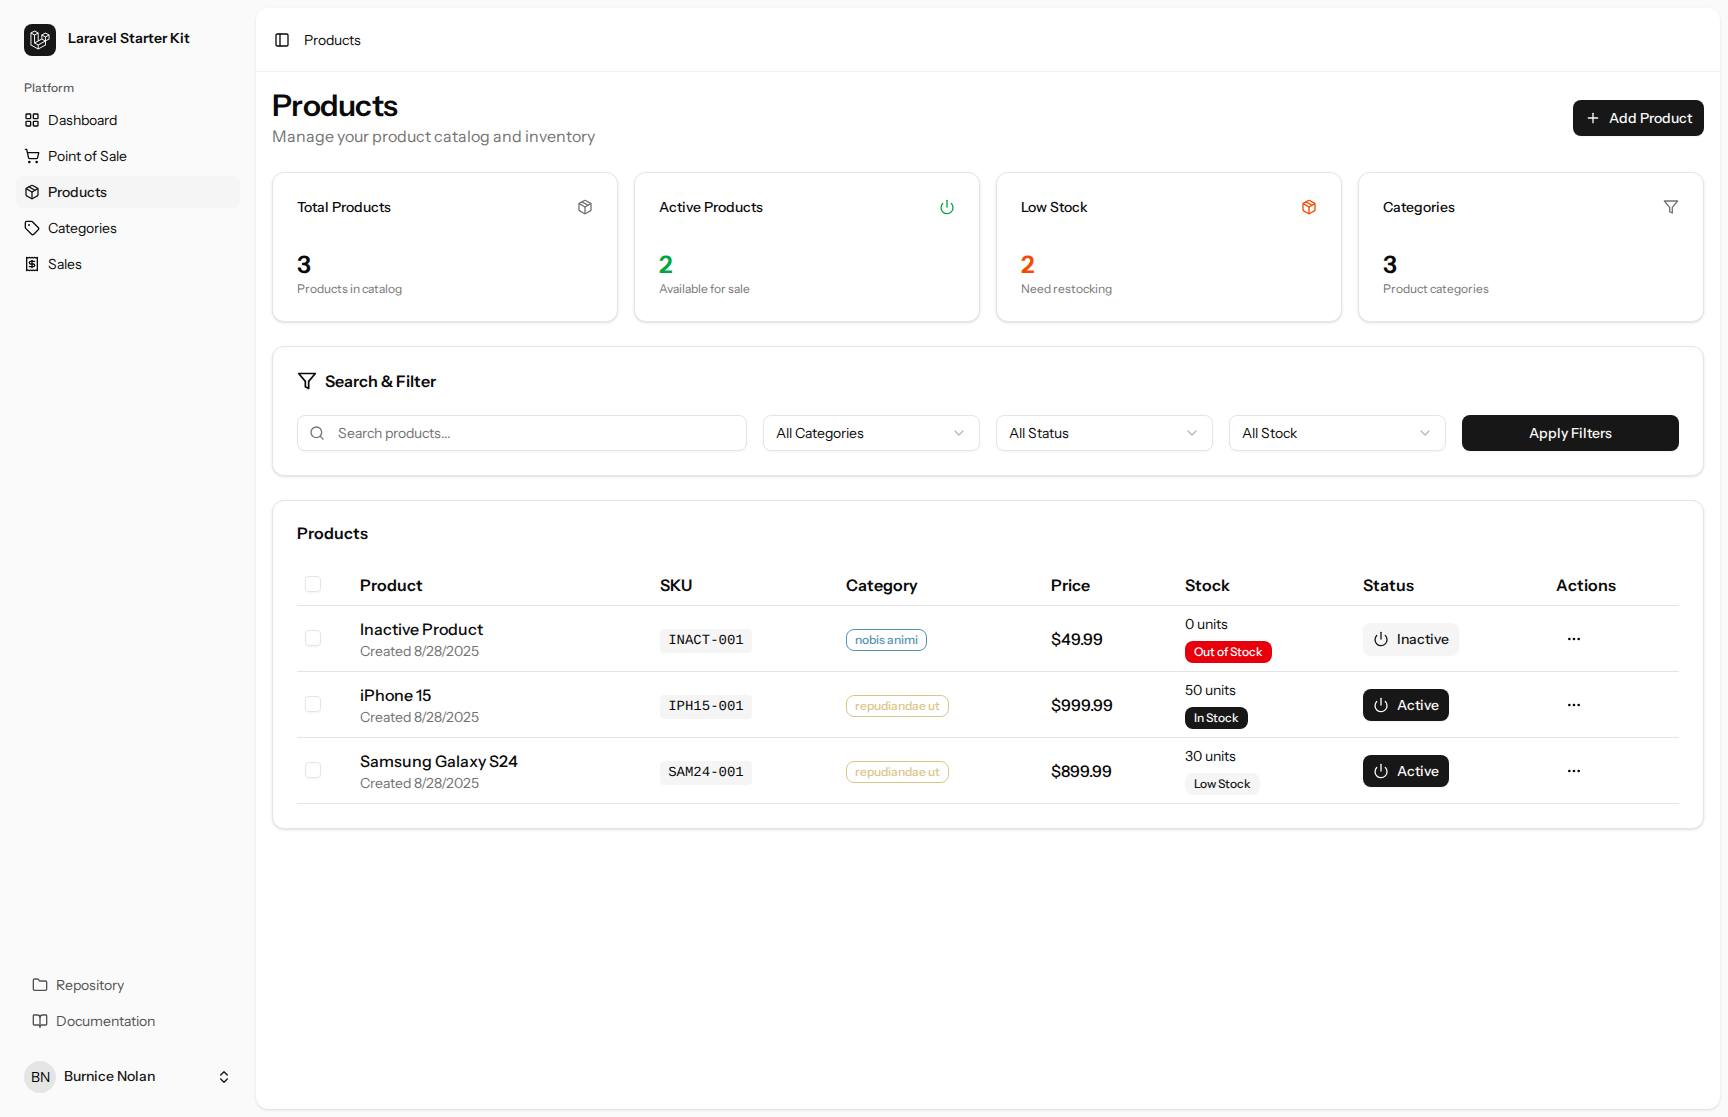 Laravel Starter Kit
Platform
Dashboard
Point of Sale
Products
Categories
Sales
Repository
Documentation
BN Burnice Nolan
Products
Products
Manage your product catalog and inventory
Add Product
Total Products
3
Products in catalog
Active Products
2
Available for sale
Low Stock
2
Need restocking
Categories
3
Product categories
Search & Filter
Search products... All Categories All Status All Stock Apply Filters
Products
Product SKU Category Price Stock Status Actions
Inactive Product
Created 8/28/2025
INACT-001
nobis animi
$49.99
0 units
Out of Stock
Inactive
iPhone 15
Created 8/28/2025
IPH15-001
repudiandae ut
$999.99
50 units
In Stock
Active
Samsung Galaxy S24
Created 8/28/2025
SAM24-001
repudiandae ut
$899.99
30 units
Low Stock
Active